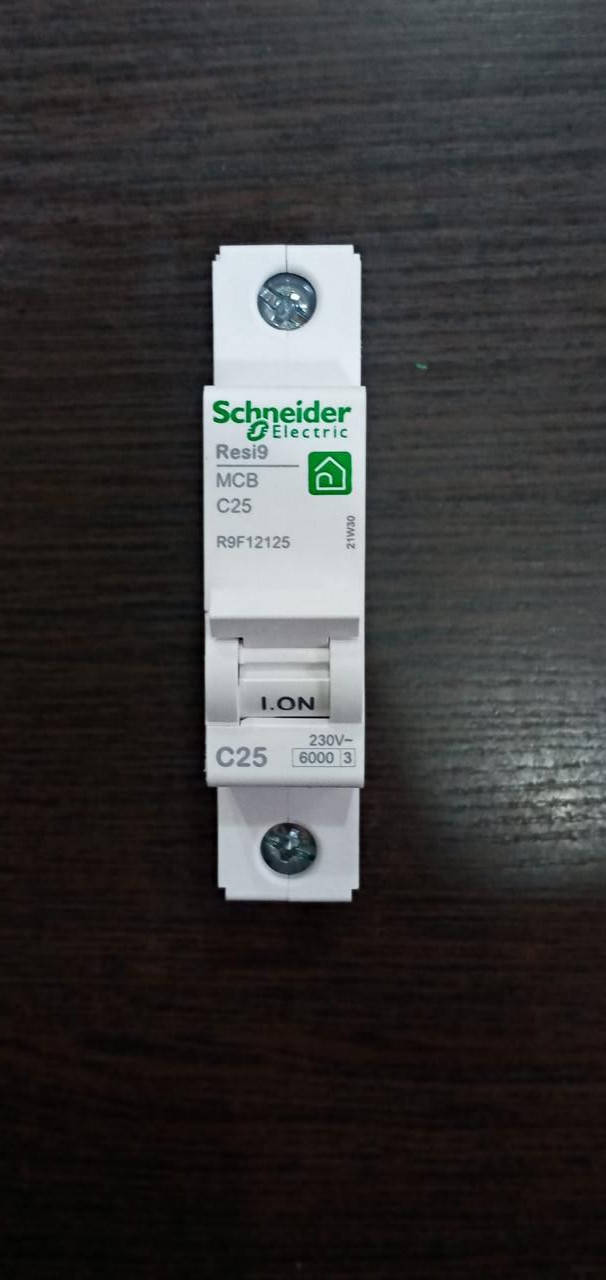 Schneider
Electric
Resi9
MCB
C25
R9F12125
21W30
I.ON
230V~
C25
6000 3